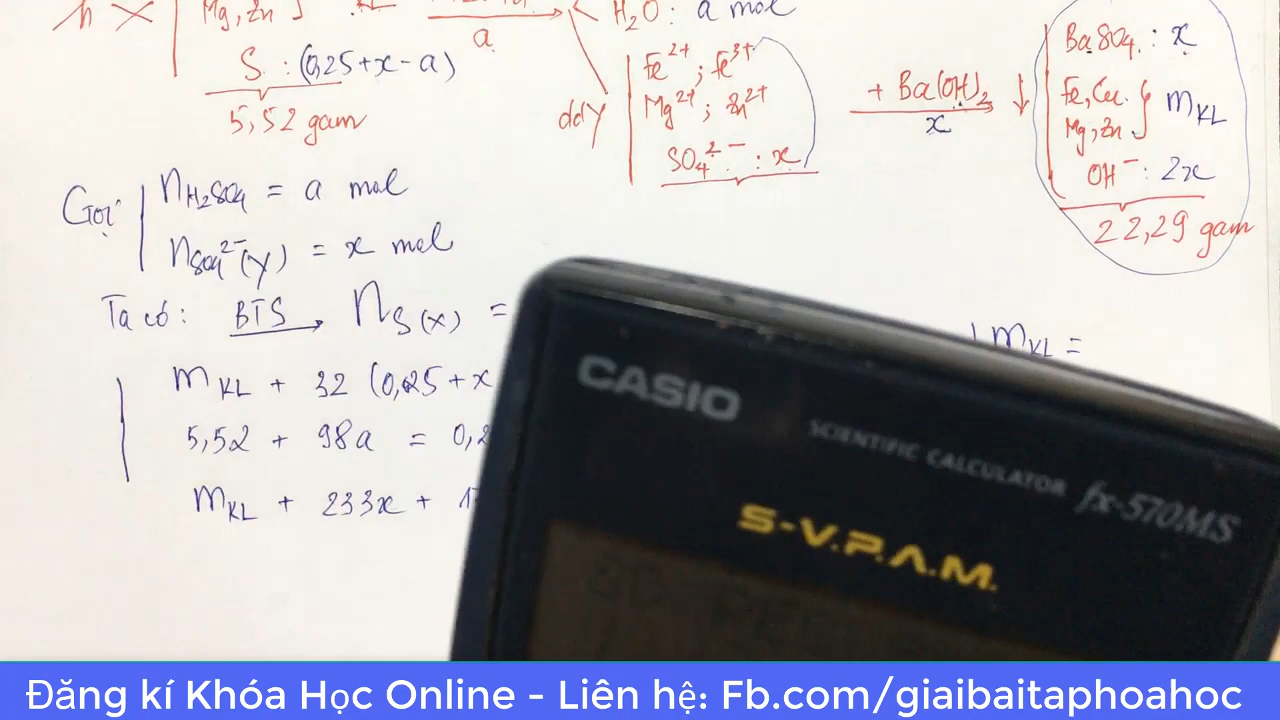 Mg, Zn
H₂O : a mol
a
S : (0,25+x-a)
5,52 gam
ddY
Fe²⁺ ; Fe³⁺
Mg²⁺ ; Zn²⁺
SO₄²⁻ : x
+ Ba(OH)₂
x
↓
BaSO₄ : x
Fe, Cu
Mg, Zn } mKL
OH⁻ : 2x
22,29 gam
Gọi
nH₂SO₄ = a mol
nSO₄²⁻(Y) = x mol
Ta có: BTS → nS(X) =
mKL =
mKL + 32 (0,25 + x
5,52 + 98a = 0,2
mKL + 233x + 17
CASIO
SCIENTIFIC CALCULATOR fx-570MS
S-V.P.A.M.
Đăng kí Khóa Học Online - Liên hệ: Fb.com/giaibaitaphoahoc